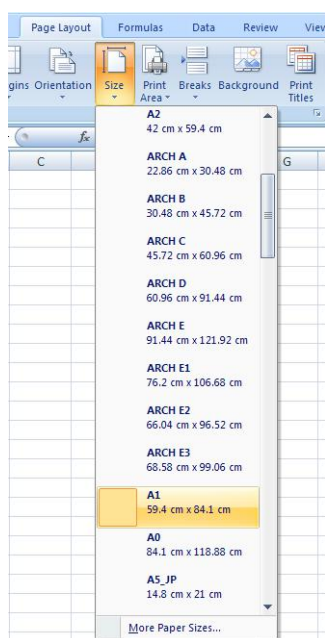 Page Layout Formulas Data Review View
gins Orientation Size Print Area Breaks Background Print Titles
fx
C G
A2
42 cm x 59.4 cm
ARCH A
22.86 cm x 30.48 cm
ARCH B
30.48 cm x 45.72 cm
ARCH C
45.72 cm x 60.96 cm
ARCH D
60.96 cm x 91.44 cm
ARCH E
91.44 cm x 121.92 cm
ARCH E1
76.2 cm x 106.68 cm
ARCH E2
66.04 cm x 96.52 cm
ARCH E3
68.58 cm x 99.06 cm
A1
59.4 cm x 84.1 cm
A0
84.1 cm x 118.88 cm
A5_JP
14.8 cm x 21 cm
More Paper Sizes...